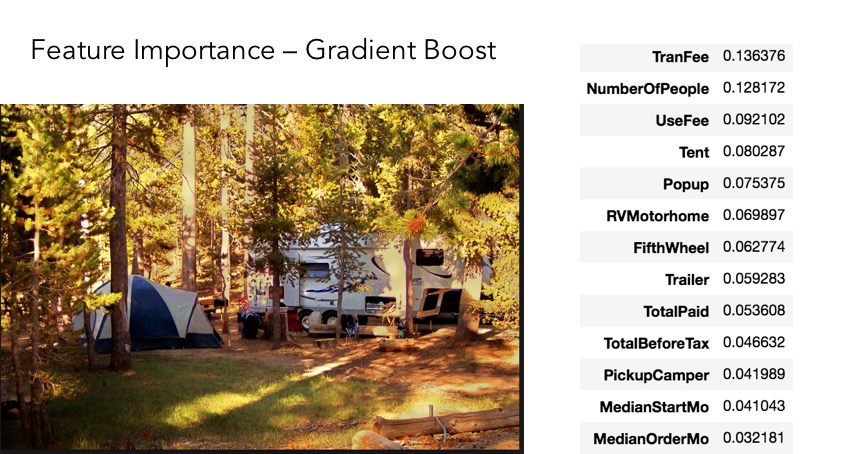 Feature Importance – Gradient Boost
TranFee 0.136376
NumberOfPeople 0.128172
UseFee 0.092102
Tent 0.080287
Popup 0.075375
RVMotorhome 0.069897
FifthWheel 0.062774
Trailer 0.059283
TotalPaid 0.053608
TotalBeforeTax 0.046632
PickupCamper 0.041989
MedianStartMo 0.041043
MedianOrderMo 0.032181